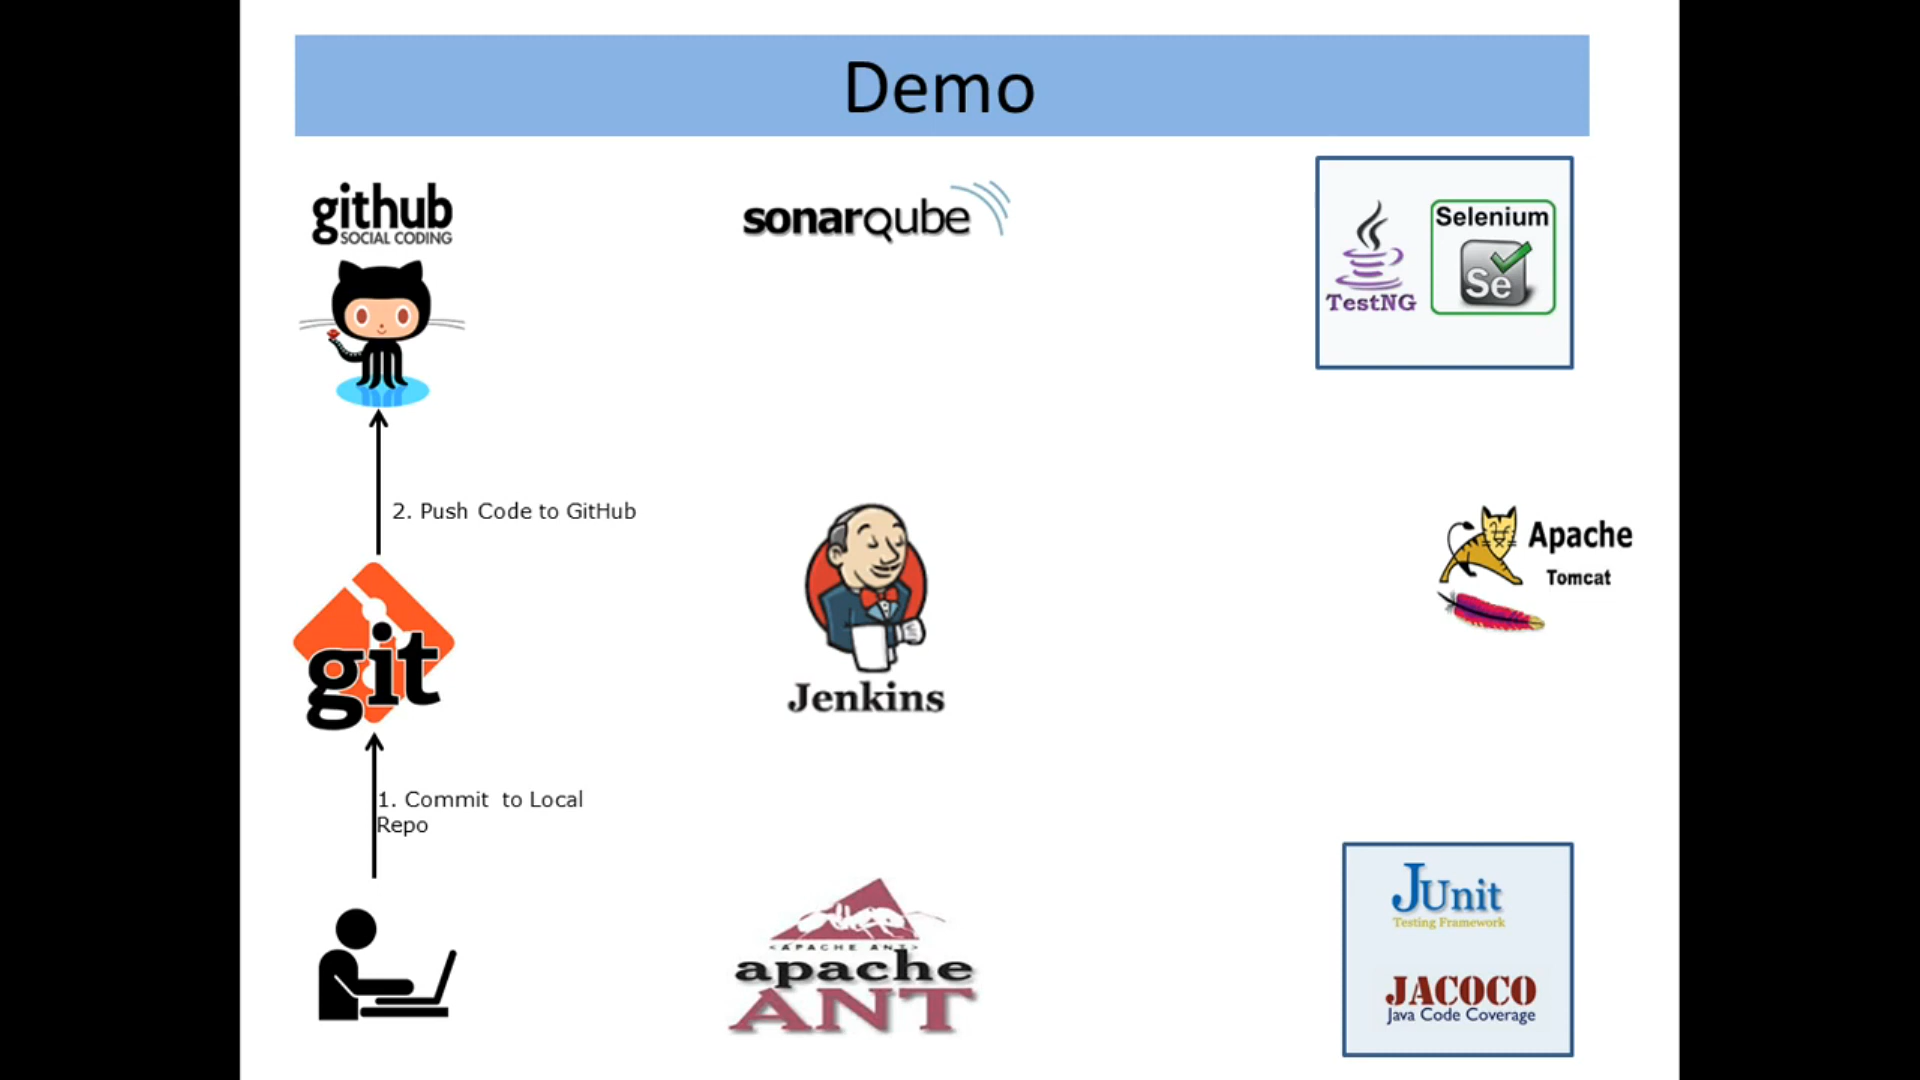 Demo
github
SOCIAL CODING
sonarqube
TestNG
Selenium
Se
2. Push Code to GitHub
git
Jenkins
Apache
Tomcat
1. Commit to Local
Repo
<APACHE ANT>
apache
ANT
JUnit
Testing Framework
JACOCO
Java Code Coverage